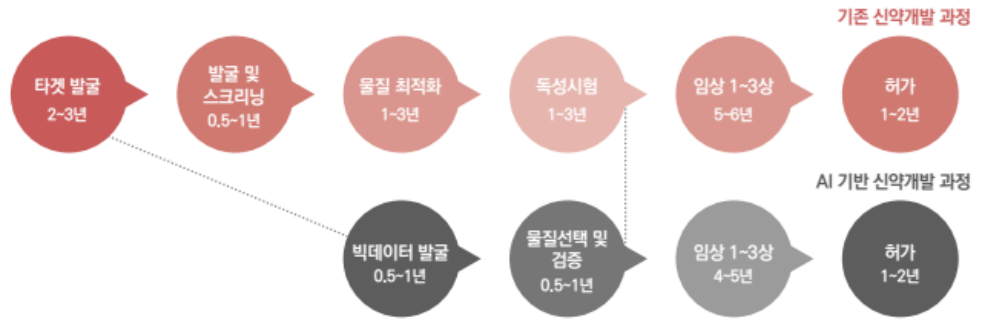 기존 신약개발 과정
타겟 발굴
2~3년
발굴 및
스크리닝
0.5~1년
물질 최적화
1~3년
독성시험
1~3년
임상 1~3상
5~6년
허가
1~2년
AI 기반 신약개발 과정
빅데이터 발굴
0.5~1년
물질선택 및
검증
0.5~1년
임상 1~3상
4~5년
허가
1~2년